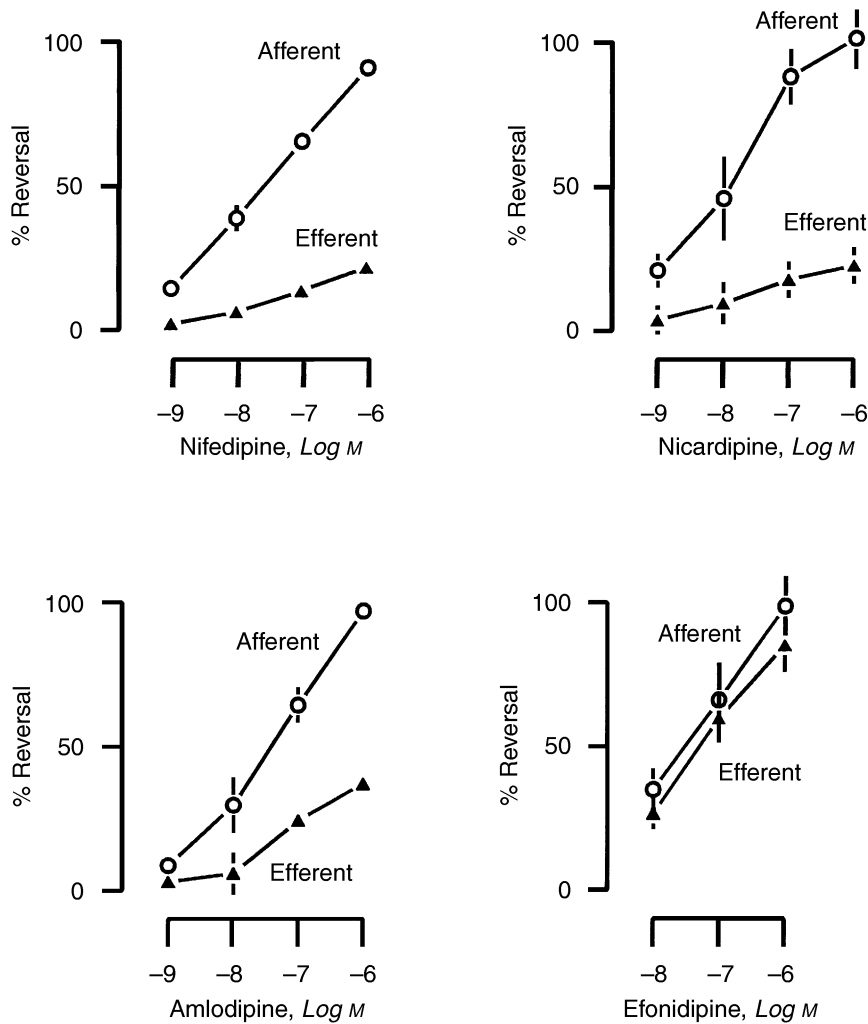 100
50
0
% Reversal
Afferent
Efferent
–9 –8 –7 –6
Nifedipine, Log M
100
50
0
% Reversal
Afferent
Efferent
–9 –8 –7 –6
Nicardipine, Log M
100
50
0
% Reversal
Afferent
Efferent
–9 –8 –7 –6
Amlodipine, Log M
100
50
0
% Reversal
Afferent
Efferent
–8 –7 –6
Efonidipine, Log M